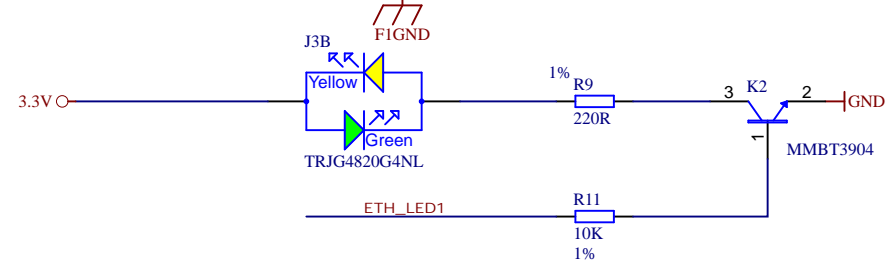 F1GND
J3B
Yellow
3.3V
Green
TRJG4820G4NL
1%
R9
220R
3
K2
2
GND
1
MMBT3904
ETH_LED1
R11
10K
1%